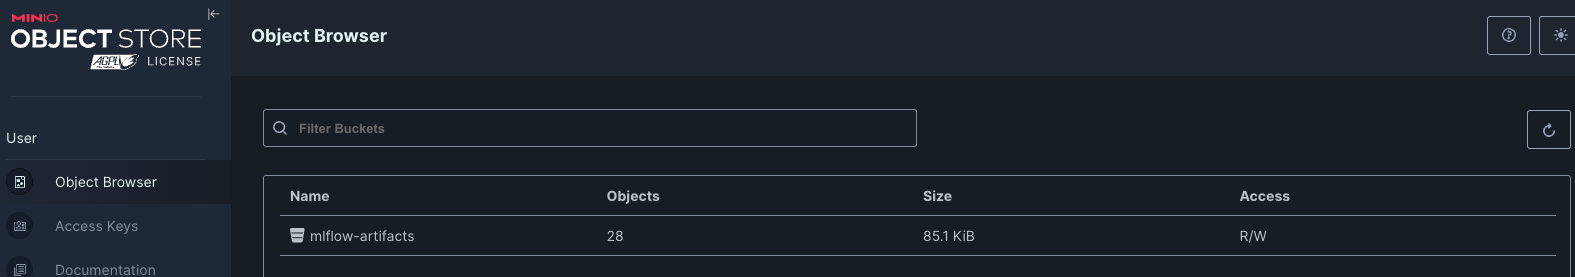 MINIO
OBJECT STORE
AGPL LICENSE
Object Browser
User
Object Browser
Access Keys
Documentation
Filter Buckets
Name Objects Size Access
mlflow-artifacts 28 85.1 KiB R/W